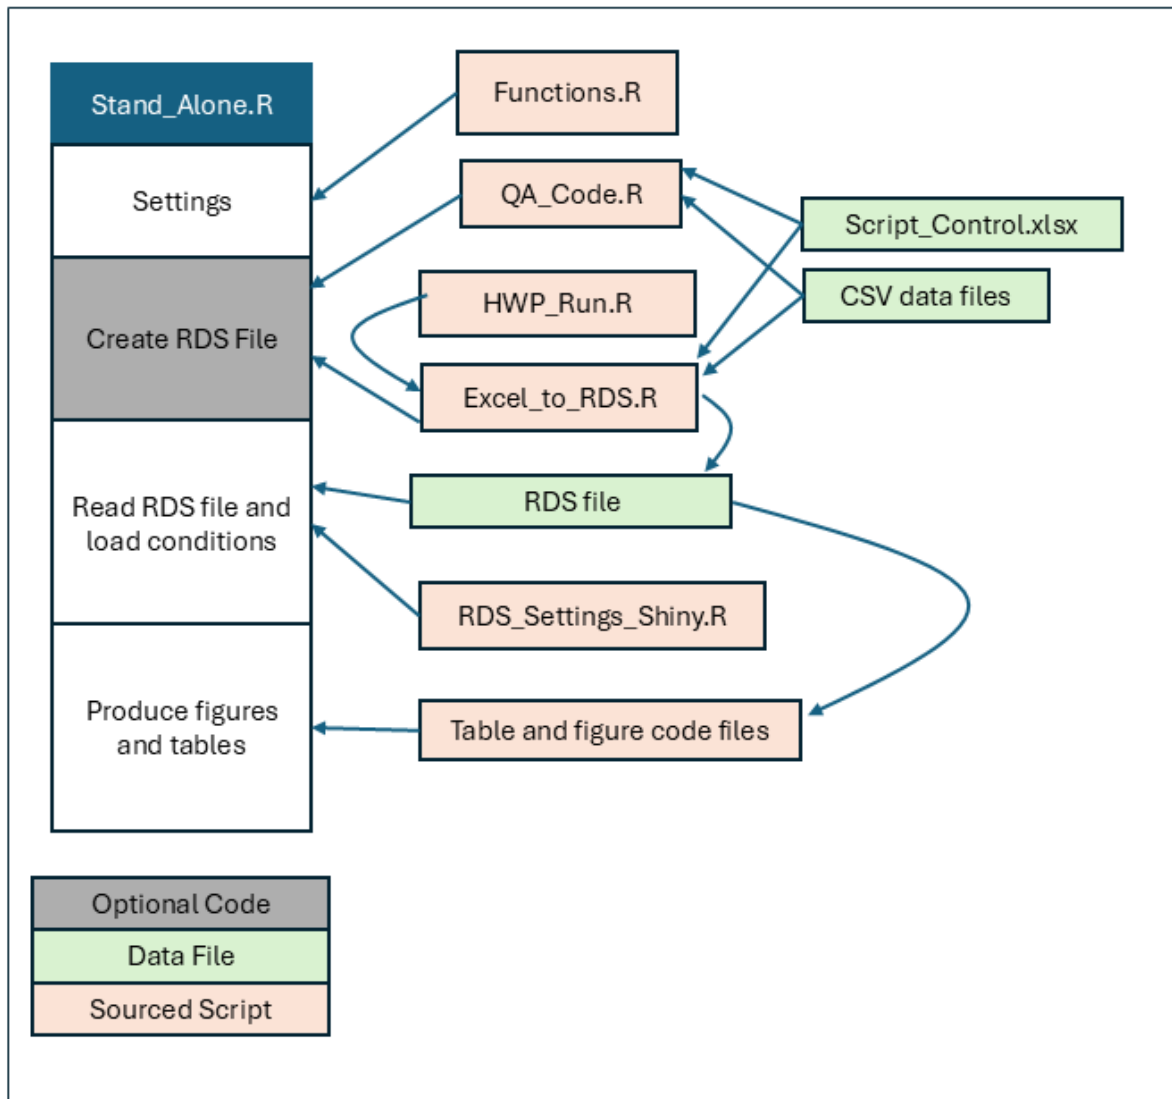 Stand_Alone.R
Settings
Create RDS File
Read RDS file and
load conditions
Produce figures
and tables
Functions.R
QA_Code.R
HWP_Run.R
Excel_to_RDS.R
RDS file
RDS_Settings_Shiny.R
Table and figure code files
Script_Control.xlsx
CSV data files
Optional Code
Data File
Sourced Script